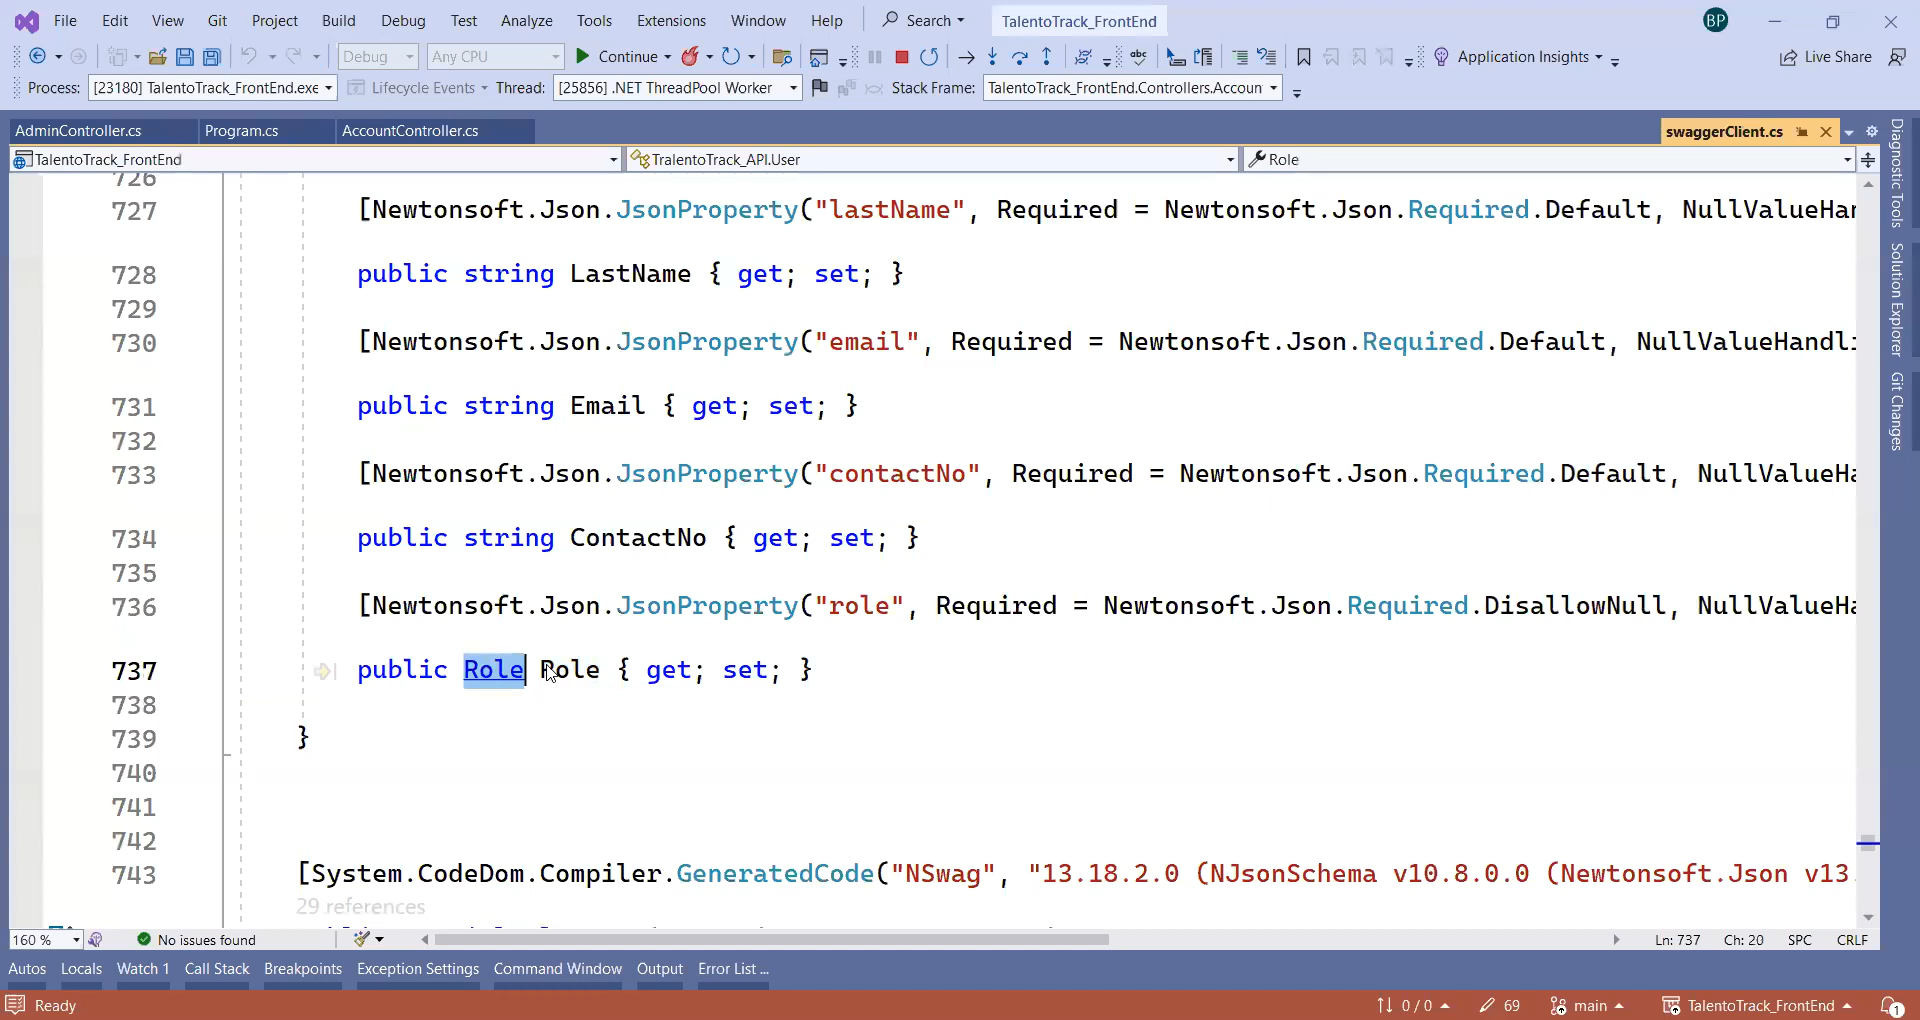 File Edit View Git Project Build Debug Test Analyze Tools Extensions Window Help Search TalentoTrack_FrontEnd BP
Debug Any CPU Continue Application Insights Live Share
Process: [23180] TalentoTrack_FrontEnd.exe Lifecycle Events Thread: [25856] .NET ThreadPool Worker Stack Frame: TalentoTrack_FrontEnd.Controllers.Accoun
AdminController.cs Program.cs AccountController.cs swaggerClient.cs
TalentoTrack_FrontEnd TralentoTrack_API.User Role
726
727 [Newtonsoft.Json.JsonProperty("lastName", Required = Newtonsoft.Json.Required.Default, NullValueHan
728 public string LastName { get; set; }
729
730 [Newtonsoft.Json.JsonProperty("email", Required = Newtonsoft.Json.Required.Default, NullValueHandli
731 public string Email { get; set; }
732
733 [Newtonsoft.Json.JsonProperty("contactNo", Required = Newtonsoft.Json.Required.Default, NullValueHa
734 public string ContactNo { get; set; }
735
736 [Newtonsoft.Json.JsonProperty("role", Required = Newtonsoft.Json.Required.DisallowNull, NullValueHa
737 public Role Role { get; set; }
738
739 }
740
741
742
743 [System.CodeDom.Compiler.GeneratedCode("NSwag", "13.18.2.0 (NJsonSchema v10.8.0.0 (Newtonsoft.Json v13.
29 references
Diagnostic Tools
Solution Explorer
Git Changes
160 % No issues found Ln: 737 Ch: 20 SPC CRLF
Autos Locals Watch 1 Call Stack Breakpoints Exception Settings Command Window Output Error List ...
Ready 0 / 0 69 main TalentoTrack_FrontEnd 1